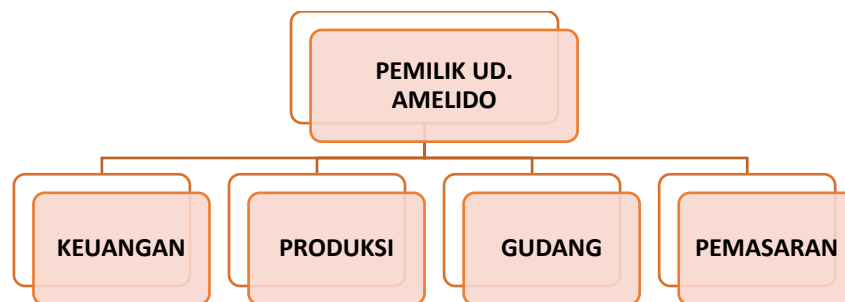 PEMILIK UD.
AMELIDO
KEUANGAN
PRODUKSI
GUDANG
PEMASARAN